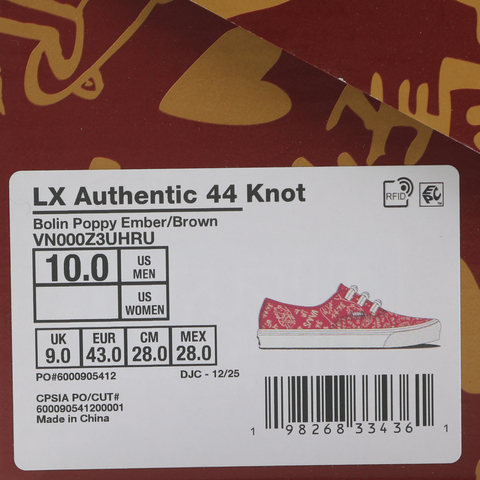 LX Authentic 44 Knot
Bolin Poppy Ember/Brown
VN000Z3UHRU
RFID
EPC
10.0 US MEN
US WOMEN
UK 9.0 EUR 43.0 CM 28.0 MEX 28.0
PO#6000905412 DJC - 12/25
CPSIA PO/CUT#
600090541200001
Made in China
1 98268 33436 1